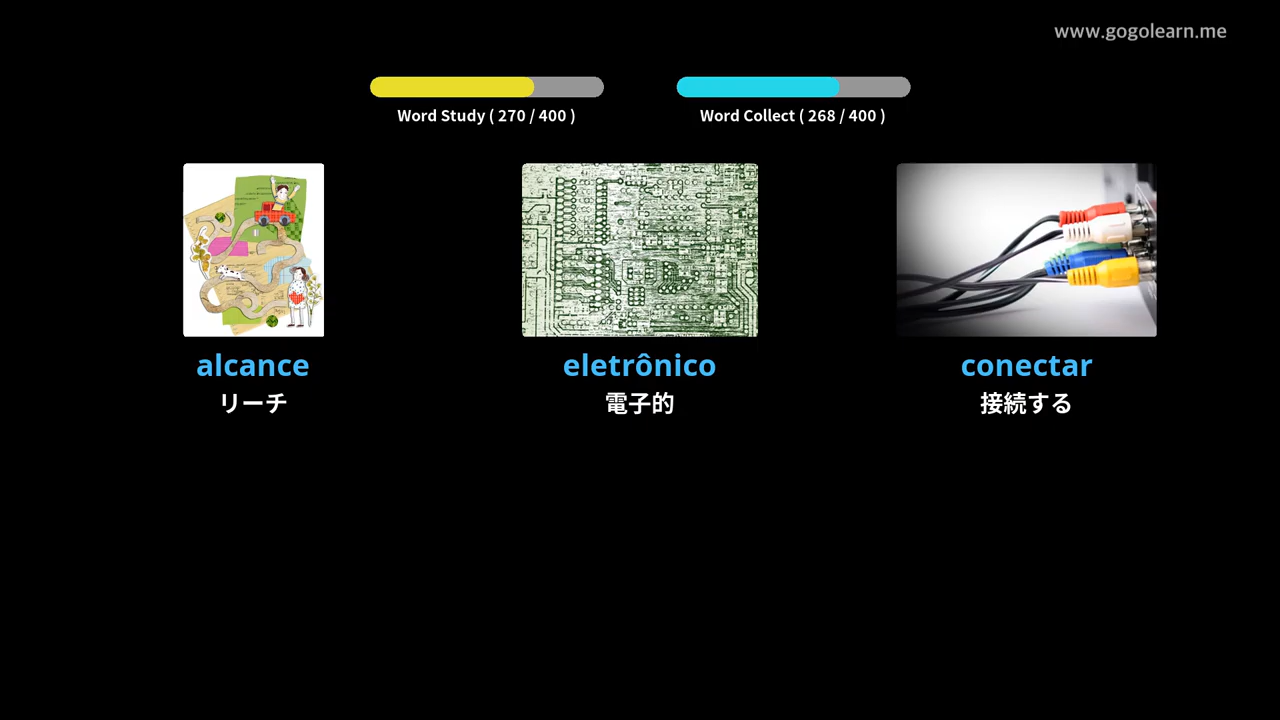 www.gogolearn.me
Word Study ( 270 / 400 )
Word Collect ( 268 / 400 )
alcance
eletrônico
conectar
リーチ
電子的
接続する